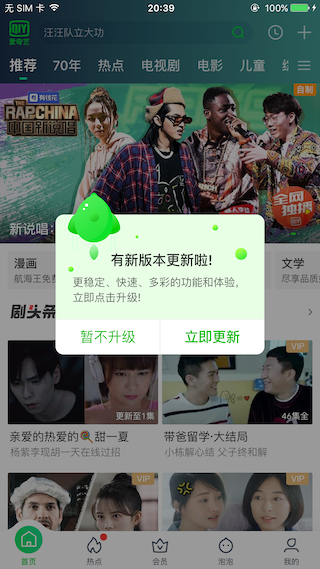 无 SIM 卡
20:39
100%
QIY
爱奇艺
汪汪队立大功
推荐
70年
热点
电视剧
电影
儿童
有钱花
自制
THE
RAP OF CHINA
中国新说唱
全网
独播
新说唱:
有新版本更新啦!
更稳定、快速、多彩的功能和体验,
立即点击升级!
暂不升级
立即更新
漫画
航海王免费
文学
尽享品质
剧头条
更新至1集
VIP
46集全
亲爱的热爱的🍭甜一夏
杨紫李现胡一天在线过招
带爸留学·大结局
小栋解心结 父子终和解
VIP
VIP
首页
热点
会员
泡泡
我的